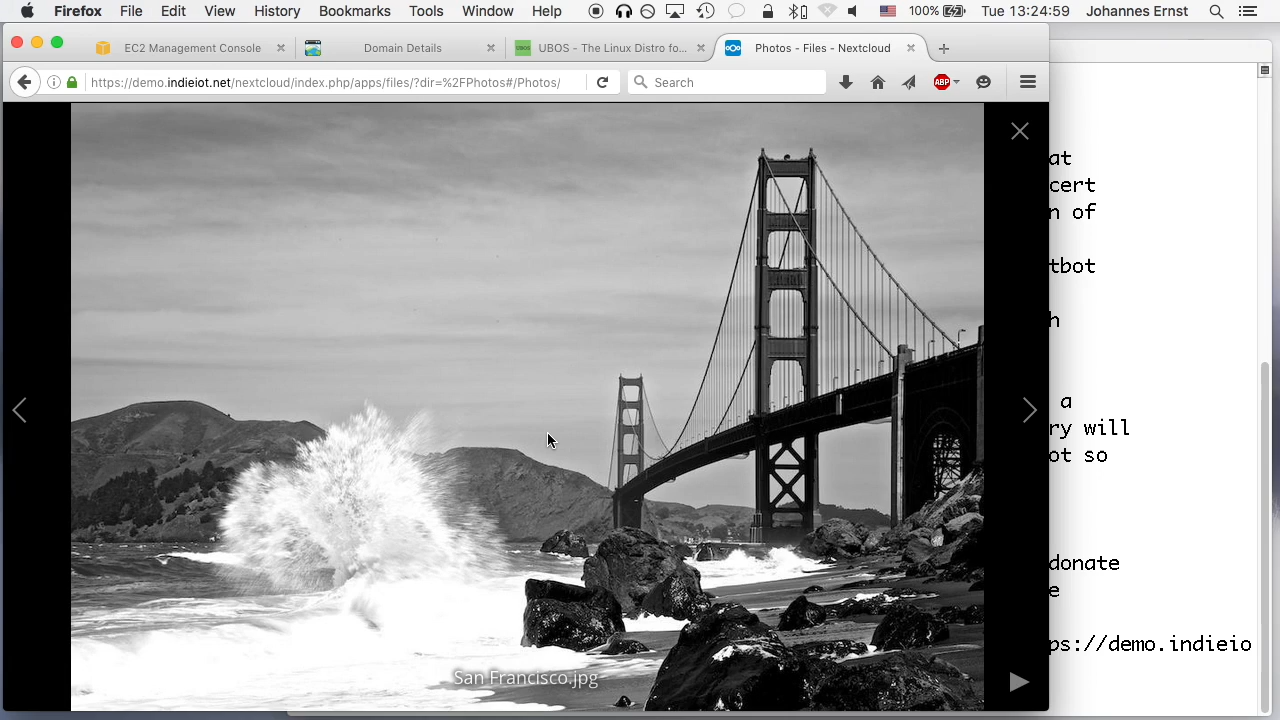 Firefox File Edit View History Bookmarks Tools Window Help 100% Tue 13:24:59 Johannes Ernst
EC2 Management Console
Domain Details
UBOS - The Linux Distro fo...
Photos - Files - Nextcloud
https://demo.indieiot.net/nextcloud/index.php/apps/files/?dir=%2FPhotos#/Photos/
Search
ABP
at
cert
n of
tbot
h
a
ry will
ot so
donate
e
ps://demo.indieio
San Francisco.jpg